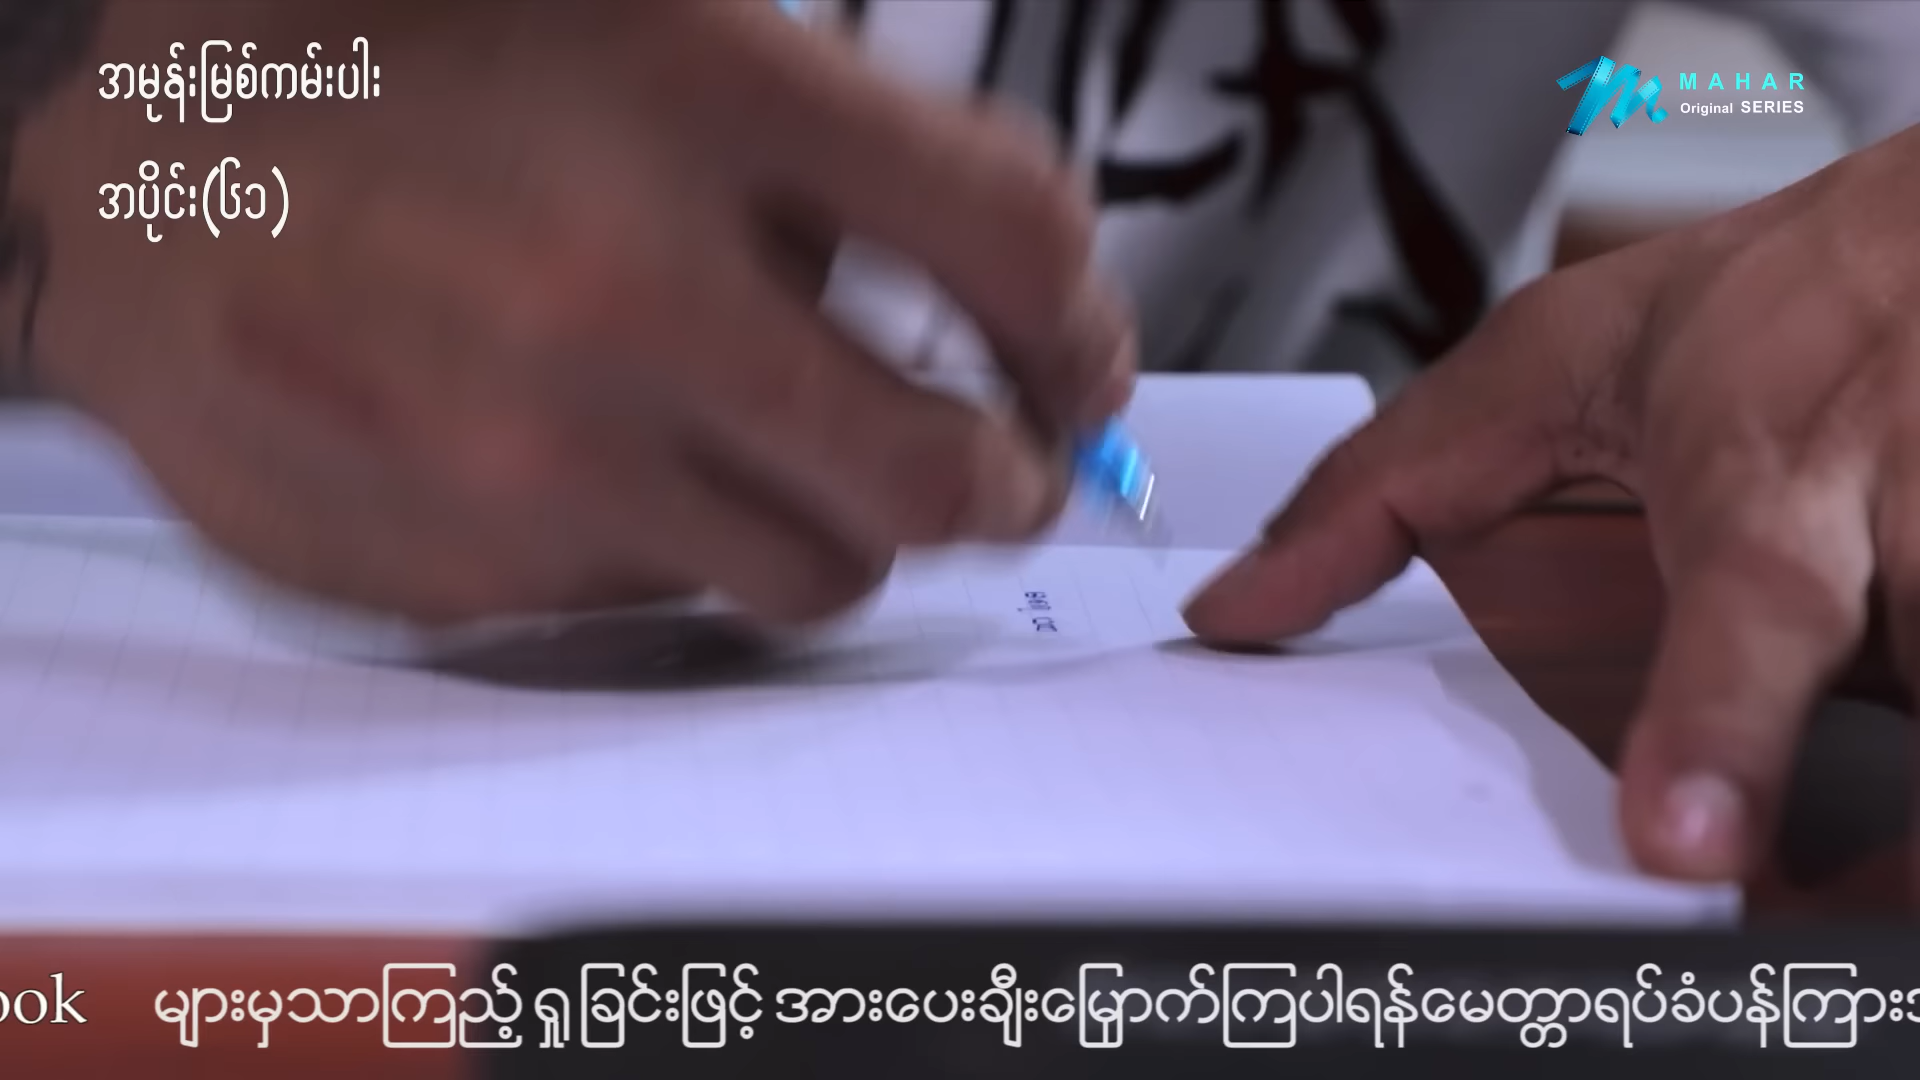 အမုန်းမြစ်ကမ်းပါး
အပိုင်း(၆၁)
MAHAR
Original SERIES
ook များမှသာကြည့်ရှုခြင်းဖြင့် အားပေးချီးမြှောက်ကြပါရန်မေတ္တာရပ်ခံပန်ကြားအ